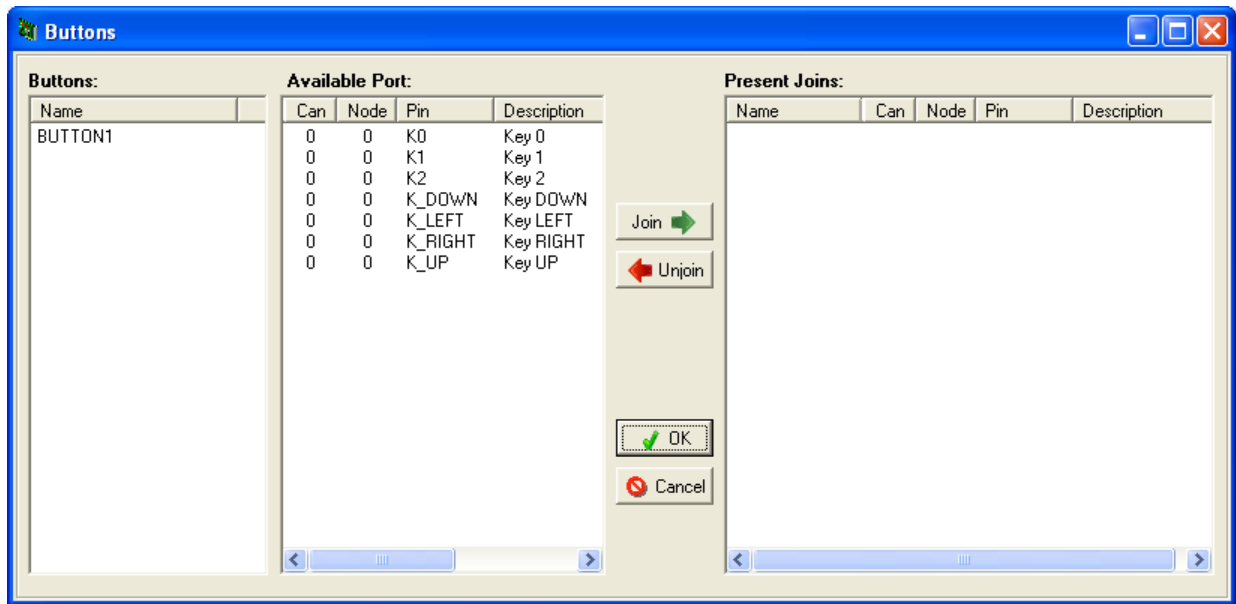 Buttons
Buttons:
Name
BUTTON1
Available Port:
Can Node Pin Description
0 0 K0 Key 0
0 0 K1 Key 1
0 0 K2 Key 2
0 0 K_DOWN Key DOWN
0 0 K_LEFT Key LEFT
0 0 K_RIGHT Key RIGHT
0 0 K_UP Key UP
Join
Unjoin
OK
Cancel
Present Joins:
Name Can Node Pin Description